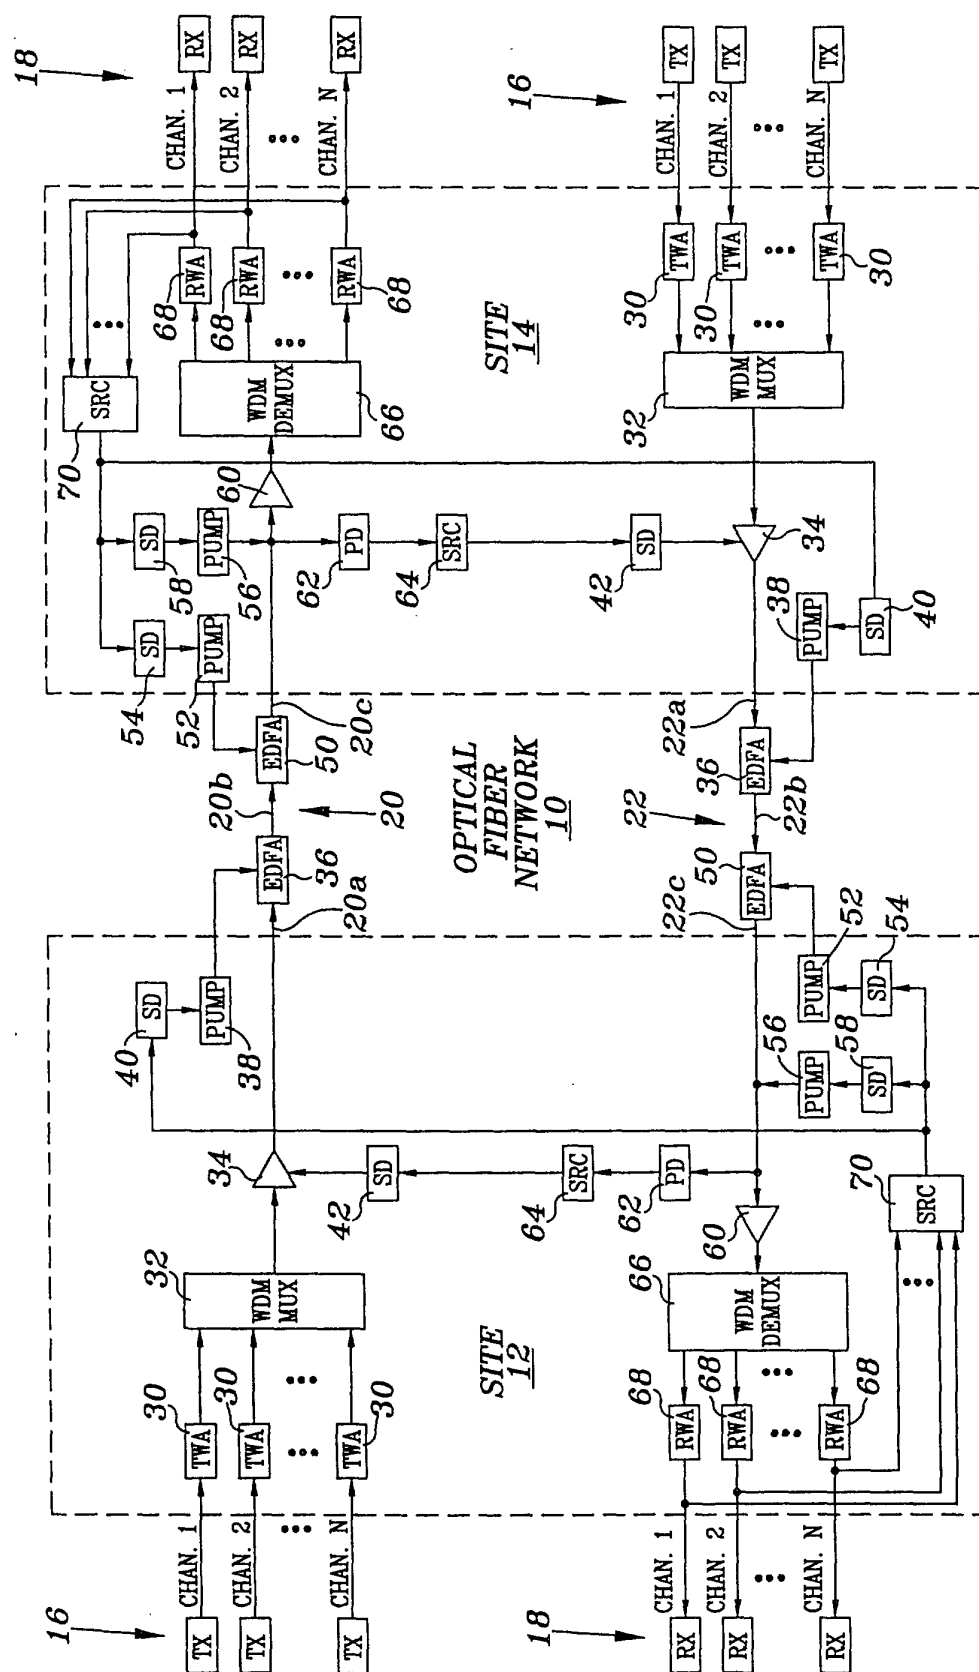 16
TX
CHAN. 1
TX
CHAN. 2
TX
CHAN. N
30
TWA
30
TWA
TWA
30
32
WDM
MUX
34
42
SD
40
SD
PUMP
38
20a
EDFA
36
20b
20
EDFA
50
20c
54
SD
52
PUMP
SD
58
PUMP
56
60
PD
62
SRC
64
70
SRC
WDM
DEMUX
66
68
RWA
68
RWA
RWA
68
CHAN. 1
RX
CHAN. 2
RX
CHAN. N
RX
18
SITE
12
OPTICAL
FIBER
NETWORK
10
SITE
14
18
RX
CHAN. 1
RX
CHAN. 2
RX
CHAN. N
68
RWA
68
RWA
RWA
68
66
WDM
DEMUX
60
70
SRC
62
PD
64
SRC
56
PUMP
SD
58
PUMP
52
SD
54
22c
50
EDFA
22
22b
36
EDFA
22a
38
PUMP
SD
40
42
SD
34
32
WDM
MUX
30
TWA
30
TWA
TWA
30
CHAN. 1
TX
CHAN. 2
TX
CHAN. N
TX
16